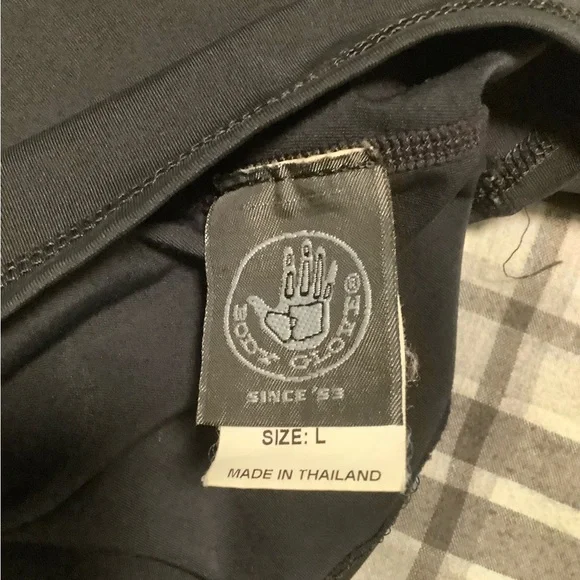 BODY GLOVE®
SINCE '53
SIZE: L
MADE IN THAILAND